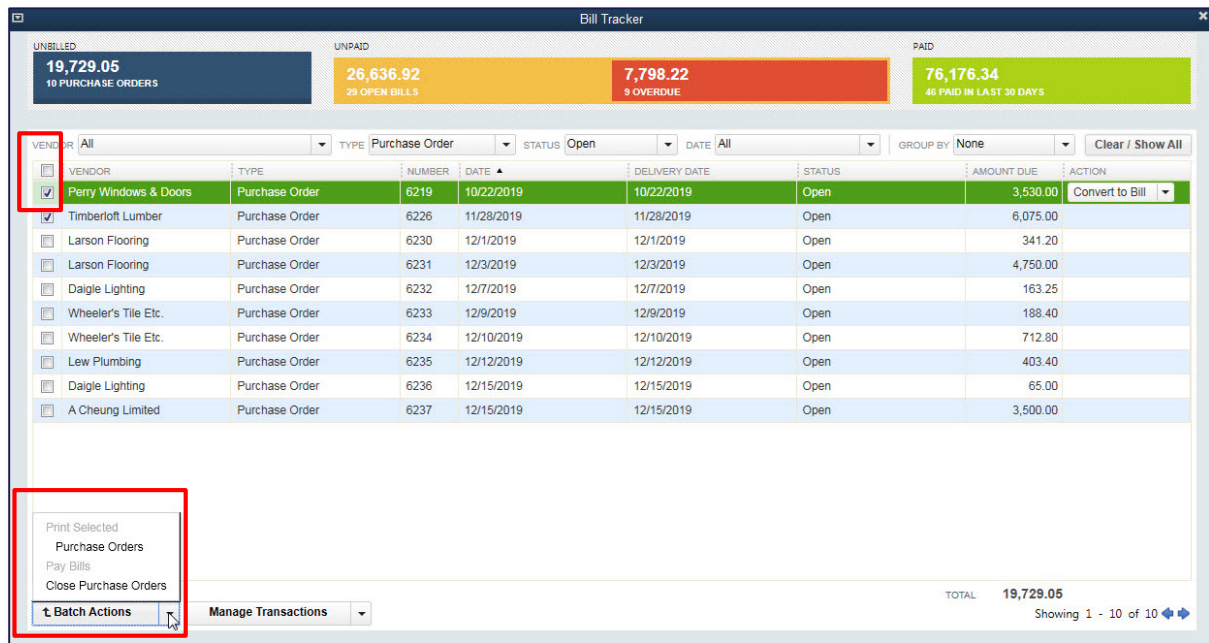 Bill Tracker
UNBILLED UNPAID PAID
19,729.05 26,636.92 7,798.22 76,176.34
10 PURCHASE ORDERS 29 OPEN BILLS 9 OVERDUE 46 PAID IN LAST 30 DAYS
VENDOR All TYPE Purchase Order STATUS Open DATE All GROUP BY None Clear / Show All
VENDOR TYPE NUMBER DATE DELIVERY DATE STATUS AMOUNT DUE ACTION
Perry Windows & Doors Purchase Order 6219 10/22/2019 10/22/2019 Open 3,530.00 Convert to Bill
Timberloft Lumber Purchase Order 6226 11/28/2019 11/28/2019 Open 6,075.00
Larson Flooring Purchase Order 6230 12/1/2019 12/1/2019 Open 341.20
Larson Flooring Purchase Order 6231 12/3/2019 12/3/2019 Open 4,750.00
Daigle Lighting Purchase Order 6232 12/7/2019 12/7/2019 Open 163.25
Wheeler's Tile Etc. Purchase Order 6233 12/9/2019 12/9/2019 Open 188.40
Wheeler's Tile Etc. Purchase Order 6234 12/10/2019 12/10/2019 Open 712.80
Lew Plumbing Purchase Order 6235 12/12/2019 12/12/2019 Open 403.40
Daigle Lighting Purchase Order 6236 12/15/2019 12/15/2019 Open 65.00
A Cheung Limited Purchase Order 6237 12/15/2019 12/15/2019 Open 3,500.00
Print Selected
Purchase Orders
Pay Bills
Close Purchase Orders
TOTAL 19,729.05
Batch Actions Manage Transactions Showing 1 - 10 of 10